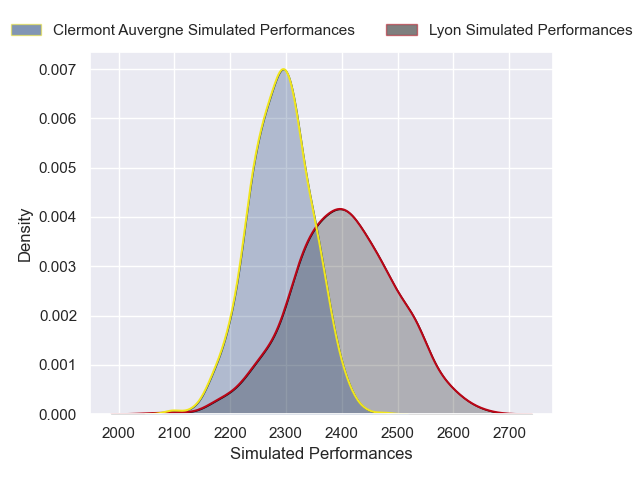 Clermont Auvergne Simulated Performances
Lyon Simulated Performances
0.007
0.006
0.005
0.004
0.003
0.002
0.001
0.000
Density
2000 2100 2200 2300 2400 2500 2600 2700
Simulated Performances